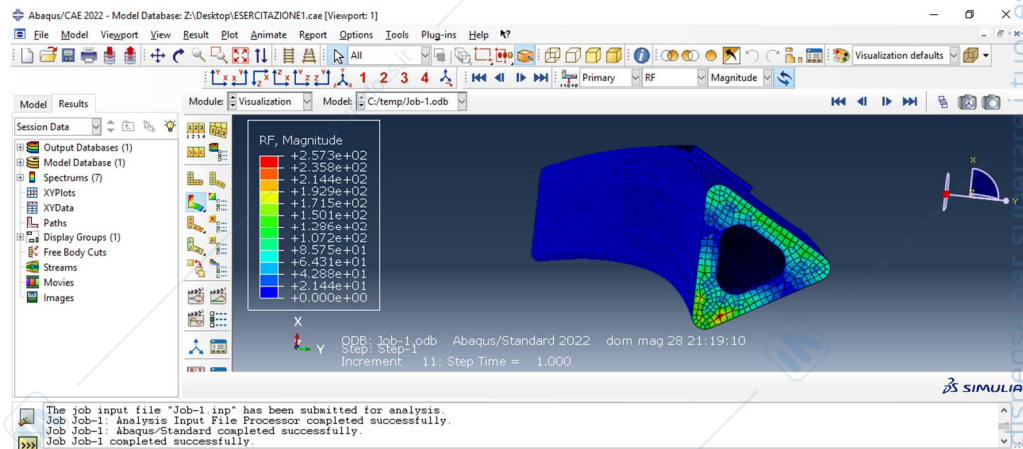 Abaqus/CAE 2022 - Model Database: Z:\Desktop\ESERCITAZIONE1.cae [Viewport: 1]
File Model Viewport View Result Plot Animate Report Options Tools Plug-ins Help
All
Visualization defaults
1 2 3 4
Primary RF Magnitude
Model Results
Module: Visualization Model: C:/temp/Job-1.odb
Session Data
Output Databases (1)
Model Database (1)
Spectrums (7)
XYPlots
XYData
Paths
Display Groups (1)
Free Body Cuts
Streams
Movies
Images
RF, Magnitude
+2.573e+02
+2.358e+02
+2.144e+02
+1.929e+02
+1.715e+02
+1.501e+02
+1.286e+02
+1.072e+02
+8.575e+01
+6.431e+01
+4.288e+01
+2.144e+01
+0.000e+00
X
Y
X
Y
ODB: Job-1.odb Abaqus/Standard 2022 dom mag 28 21:19:10
Step: Step-1
Increment 11: Step Time = 1.000
SIMULIA
The job input file "Job-1.inp" has been submitted for analysis.
Job Job-1: Analysis Input File Processor completed successfully.
Job Job-1: Abaqus/Standard completed successfully.
Job Job-1 completed successfully.